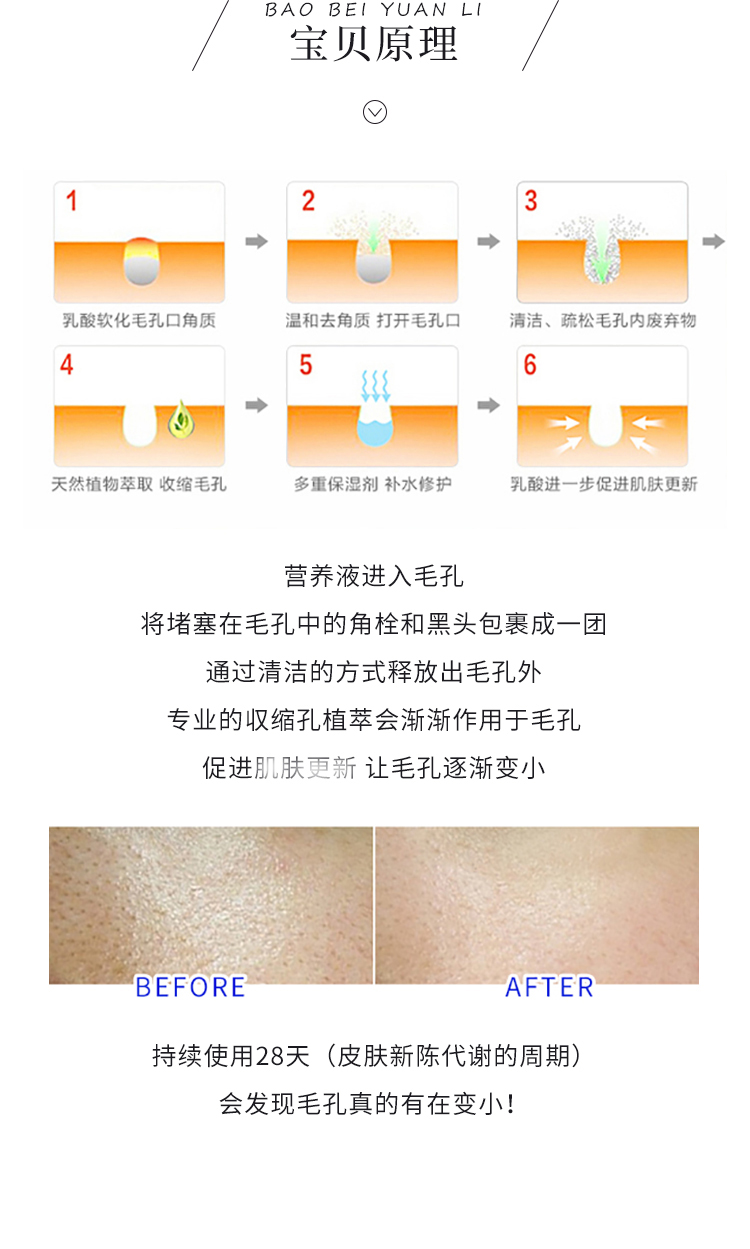 BAO BEI YUAN LI
宝贝原理
1
2
3
乳酸软化毛孔口角质
温和去角质 打开毛孔口
清洁、疏松毛孔内废弃物
4
5
6
天然植物萃取 收缩毛孔
多重保湿剂 补水修护
乳酸进一步促进肌肤更新
营养液进入毛孔
将堵塞在毛孔中的角栓和黑头包裹成一团
通过清洁的方式释放出毛孔外
专业的收缩孔植萃会渐渐作用于毛孔
促进肌肤更新 让毛孔逐渐变小
BEFORE
AFTER
持续使用28天（皮肤新陈代谢的周期）
会发现毛孔真的有在变小！